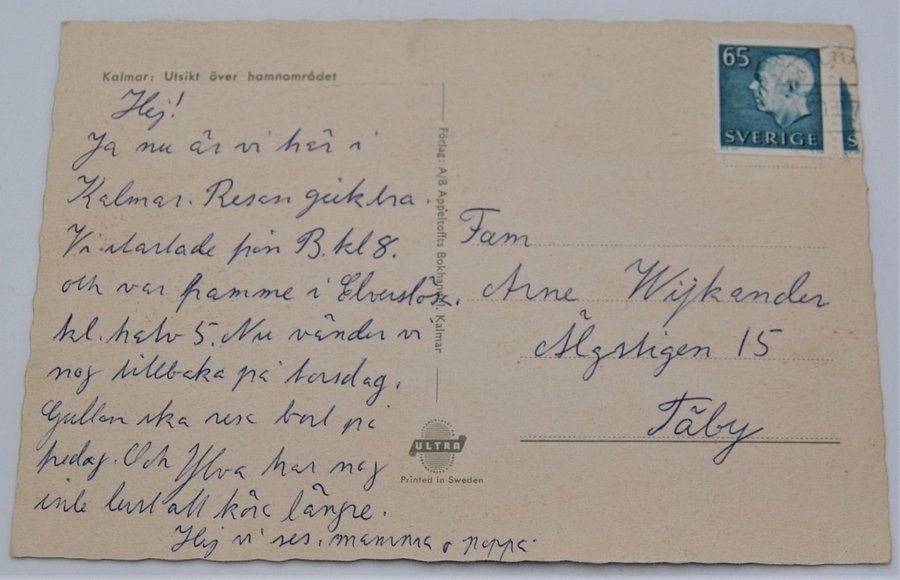 Kalmar: Utsikt över hamnområdet
Hej!
Ja nu är vi här i
Kalmar. Resan gick bra.
Vi startade från B. kl 8.
och var framme i
kl. halv 5. Nu vänder vi
nog tillbaka på torsdag.
Gullan ska resa bort på
fredag. Och Ylva har nog
inte lust att köra längre.
Hej vi ses. mamma o pappa
Förlag: A/B Appeltoffts Bokhandel. Kalmar
ULTRA
Printed in Sweden
65
SVERIGE
S
Fam
Arne Wijkander
Älgstigen 15
Täby